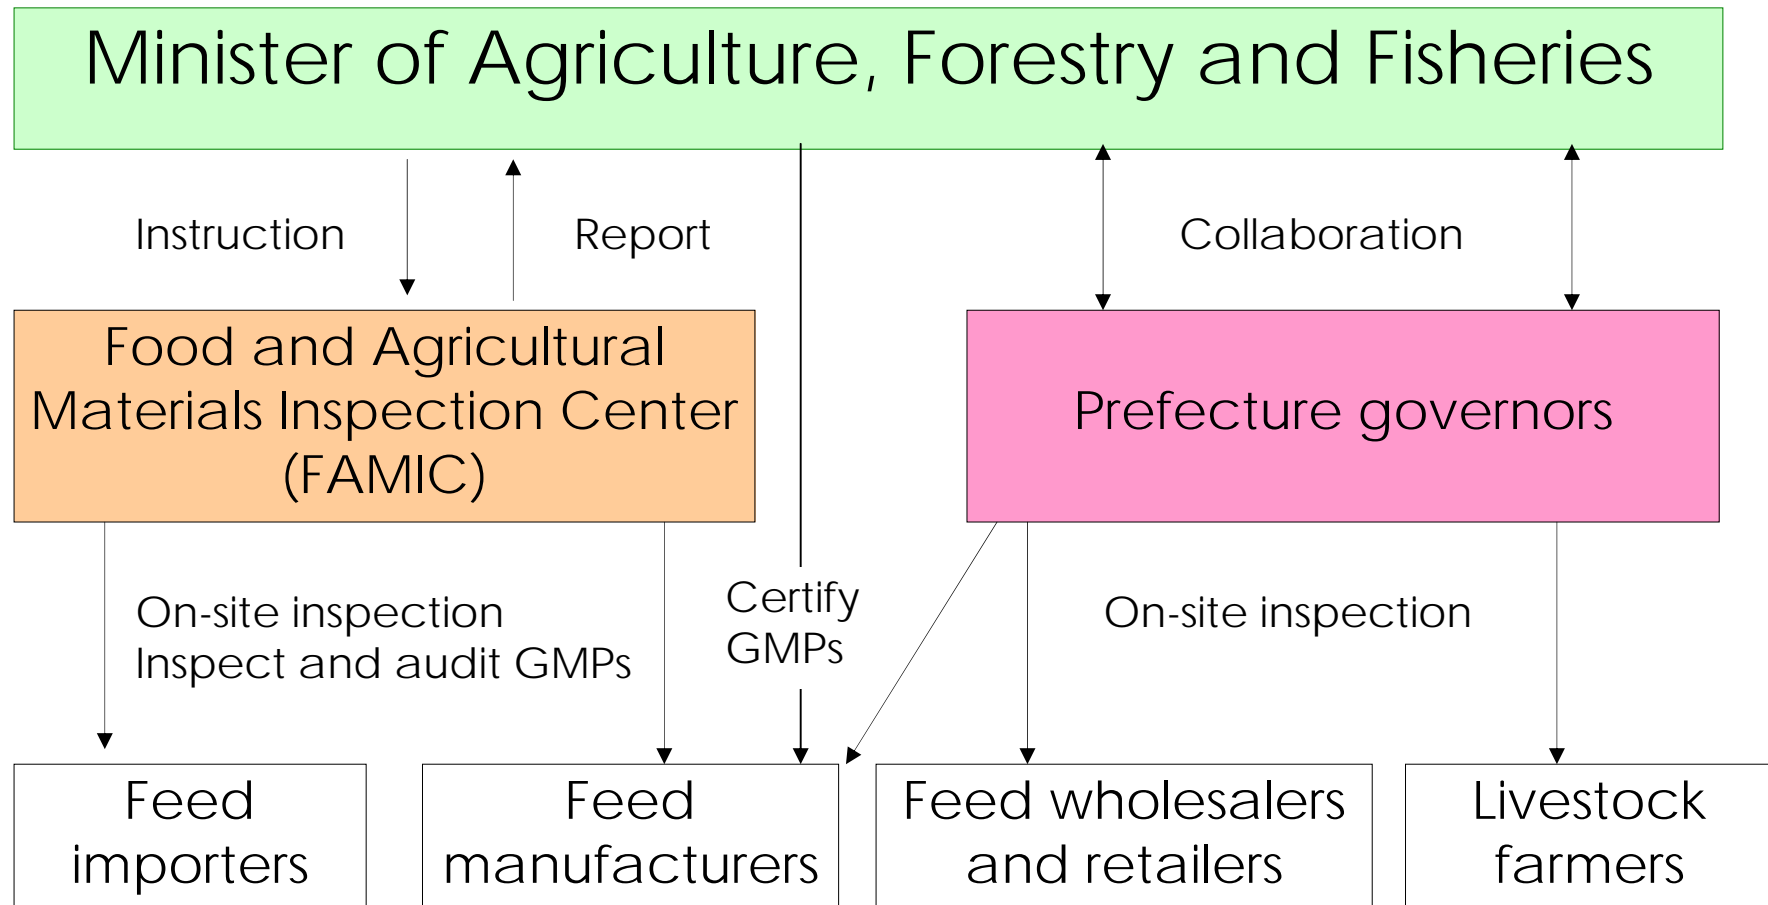 Minister of Agriculture, Forestry and Fisheries
Instruction
Report
Collaboration
Food and Agricultural
Materials Inspection Center
(FAMIC)
Prefecture governors
On-site inspection
Inspect and audit GMPs
Certify
GMPs
On-site inspection
Feed
importers
Feed
manufacturers
Feed wholesalers
and retailers
Livestock
farmers